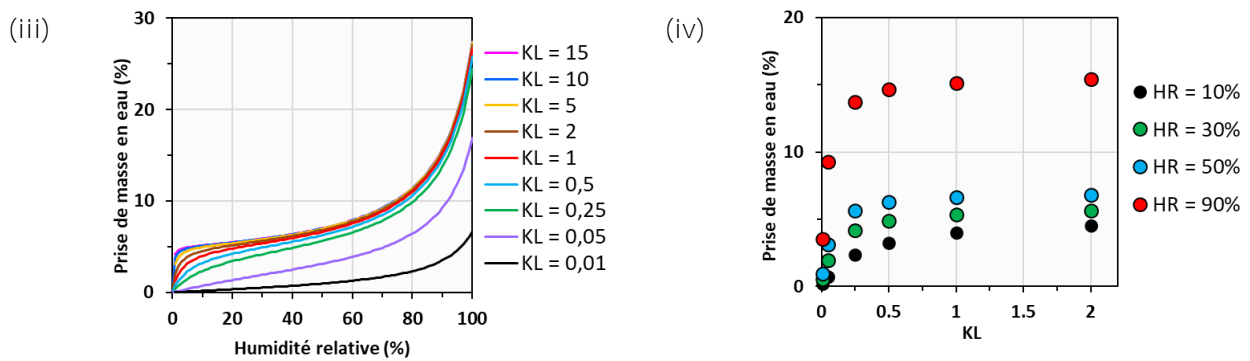 (iii)
Prise de masse en eau (%)
30
20
10
0
0 20 40 60 80 100
Humidité relative (%)
KL = 15
KL = 10
KL = 5
KL = 2
KL = 1
KL = 0,5
KL = 0,25
KL = 0,05
KL = 0,01
(iv)
Prise de masse en eau (%)
20
10
0
0 0.5 1 1.5 2
KL
HR = 10%
HR = 30%
HR = 50%
HR = 90%